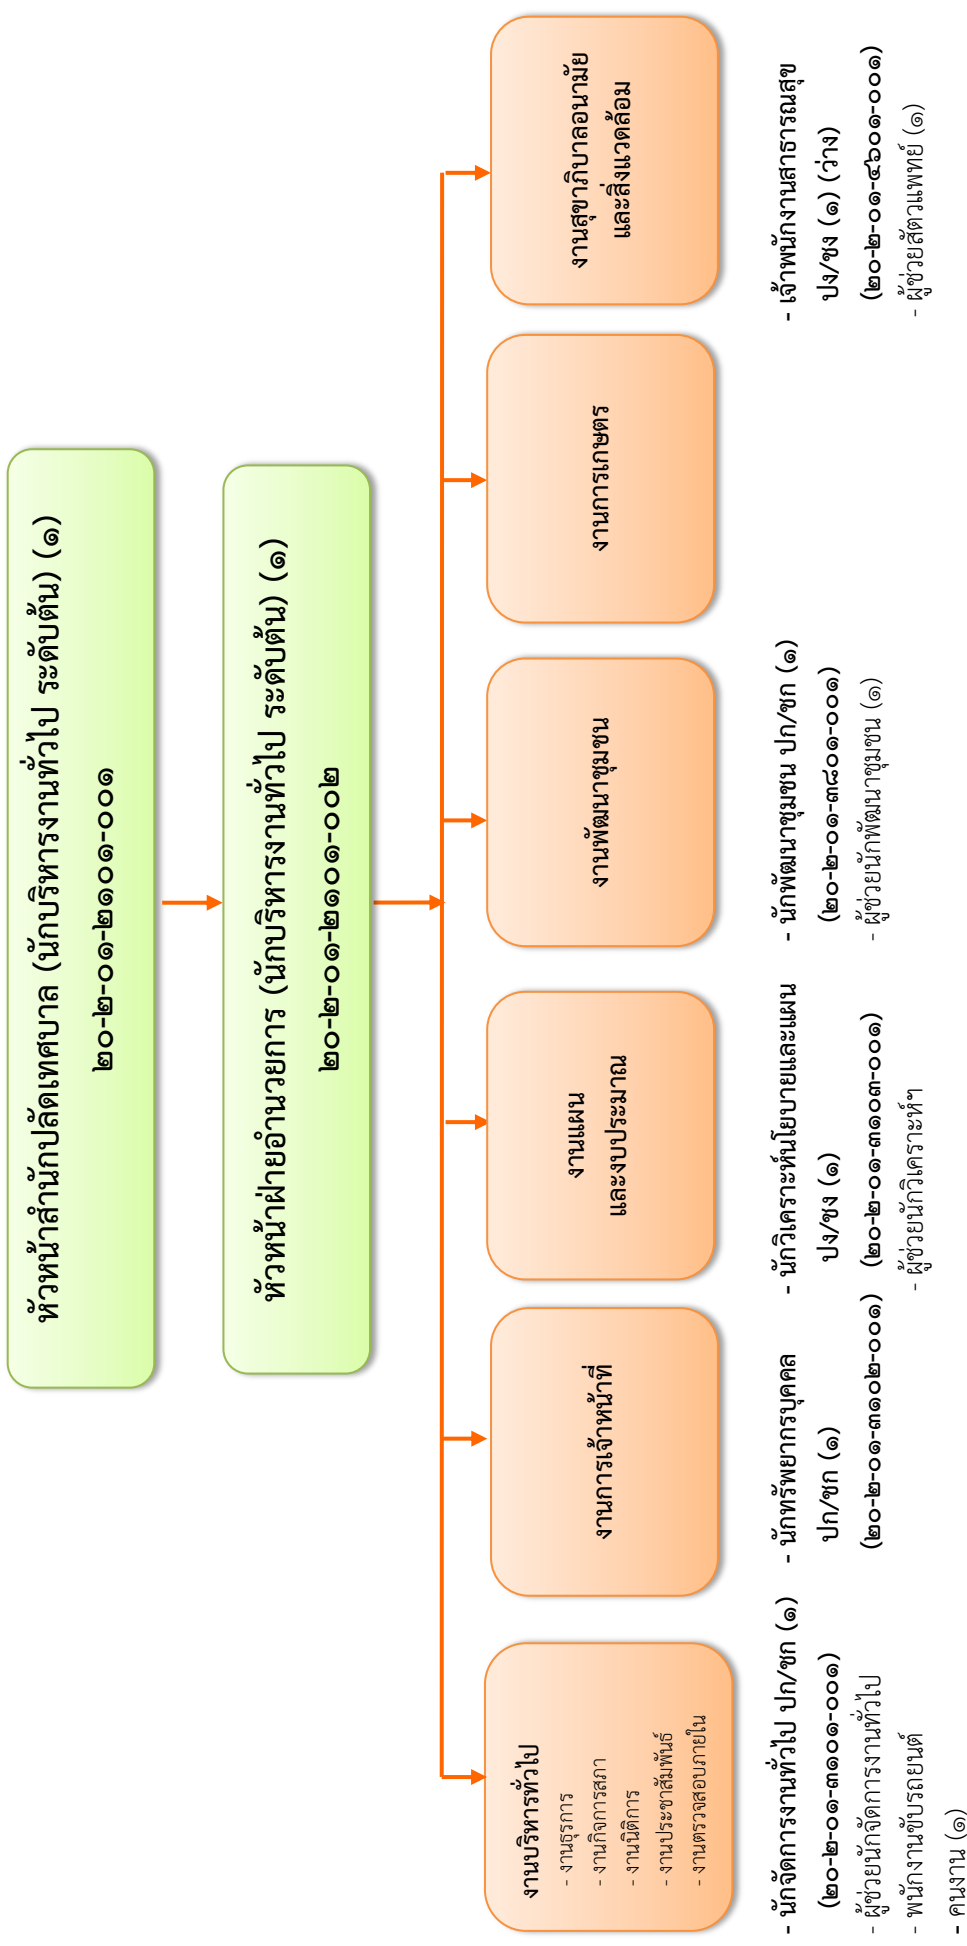 หัวหน้าสำนักปลัดเทศบาล (นักบริหารงานทั่วไป ระดับต้น) (๑)
๒๐-๒-๐๑-๒๑๐๑-๐๐๑
หัวหน้าฝ่ายอำนวยการ (นักบริหารงานทั่วไป ระดับต้น) (๑)
๒๐-๒-๐๑-๒๑๐๑-๐๐๒
งานบริหารทั่วไป
- งานธุรการ
- งานกิจการสภา
- งานนิติการ
- งานประชาสัมพันธ์
- งานตรวจสอบภายใน
งานการเจ้าหน้าที่
งานแผน
และงบประมาณ
งานพัฒนาชุมชน
งานการเกษตร
งานสุขาภิบาลอนามัย
และสิ่งแวดล้อม
- นักจัดการงานทั่วไป ปก/ชก (๑)
(๒๐-๒-๐๑-๓๑๐๑-๐๐๑)
- ผู้ช่วยนักจัดการงานทั่วไป
- พนักงานขับรถยนต์
- คนงาน (๑)
- นักทรัพยากรบุคคล
ปก/ชก (๑)
(๒๐-๒-๐๑-๓๑๐๒-๐๐๑)
- นักวิเคราะห์นโยบายและแผน
ปง/ชง (๑)
(๒๐-๒-๐๑-๓๑๐๓-๐๐๑)
- ผู้ช่วยนักวิเคราะห์ฯ
- นักพัฒนาชุมชน ปก/ชก (๑)
(๒๐-๒-๐๑-๓๘๐๑-๐๐๑)
- ผู้ช่วยนักพัฒนาชุมชน (๑)
- เจ้าพนักงานสาธารณสุข
ปง/ชง (๑) (ว่าง)
(๒๐-๒-๐๑-๔๖๐๑-๐๐๑)
- ผู้ช่วยสัตวแพทย์ (๑)